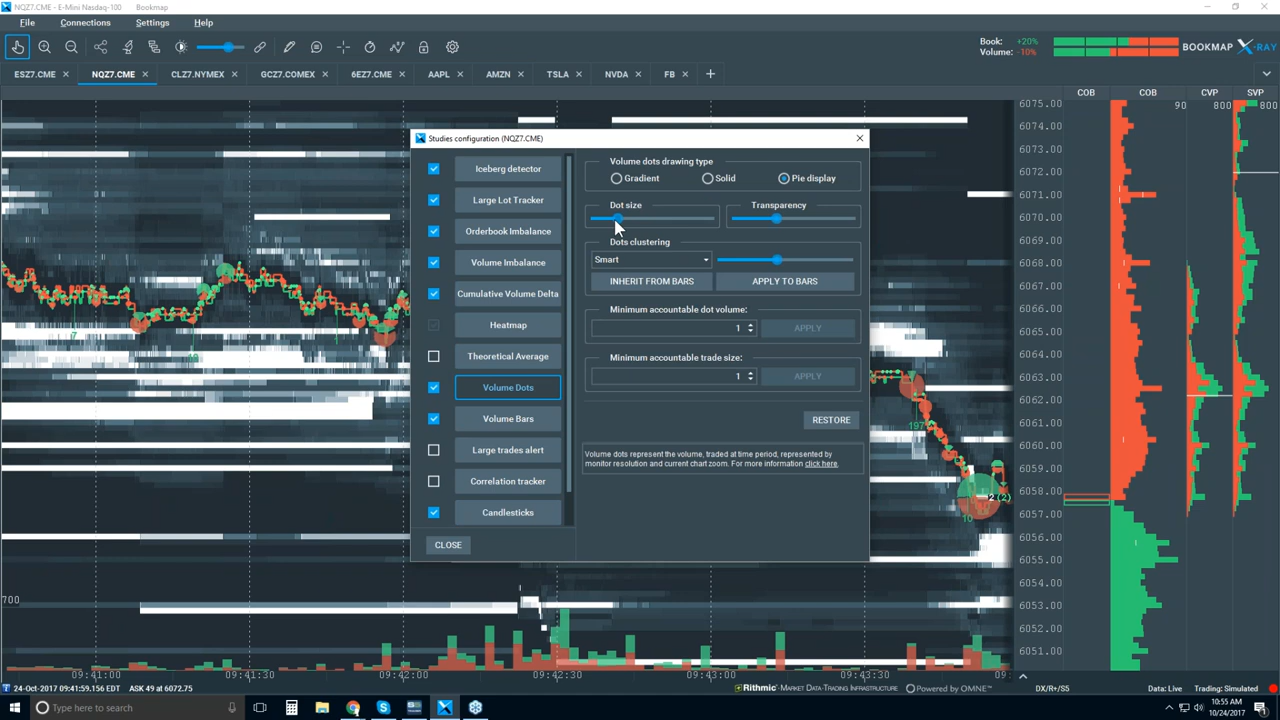 NQZ7.CME - E-Mini Nasdaq-100 Bookmap
File Connections Settings Help
Book: +20%
Volume: -10%
BOOKMAP X-RAY
ESZ7.CME NQZ7.CME CLZ7.NYMEX GCZ7.COMEX 6EZ7.CME AAPL AMZN TSLA NVDA FB +
COB COB CVP SVP
6075.00 90 800 800
6074.00
6073.00
6072.00
6071.00
6070.00
6069.00
6068.00
6067.00
6066.00
6065.00
6064.00
6063.00
6062.00
6061.00
6060.00
6059.00
6058.00
6057.00
6056.00
6055.00
6054.00
6053.00
6052.00
6051.00
Studies configuration (NQZ7.CME)
Iceberg detector
Large Lot Tracker
Orderbook Imbalance
Volume Imbalance
Cumulative Volume Delta
Heatmap
Theoretical Average
Volume Dots
Volume Bars
Large trades alert
Correlation tracker
Candlesticks
CLOSE
Volume dots drawing type
Gradient Solid Pie display
Dot size Transparency
Dots clustering
Smart
INHERIT FROM BARS APPLY TO BARS
Minimum accountable dot volume:
1 APPLY
Minimum accountable trade size:
1 APPLY
RESTORE
Volume dots represent the volume, traded at time period, represented by
monitor resolution and current chart zoom. For more information click here.
197
2 (2)
10
700
09:41:00 09:41:30 09:42:00 09:42:30 09:43:00 09:43:30
24-Oct-2017 09:41:59.156 EDT ASK 49 at 6072.75
Rithmic-MARKET DATA-TRADING INFRASTRUCTURE Powered by OMNE™
DX/R+/S5 Data: Live Trading: Simulated
Type here to search
10:55 AM
10/24/2017